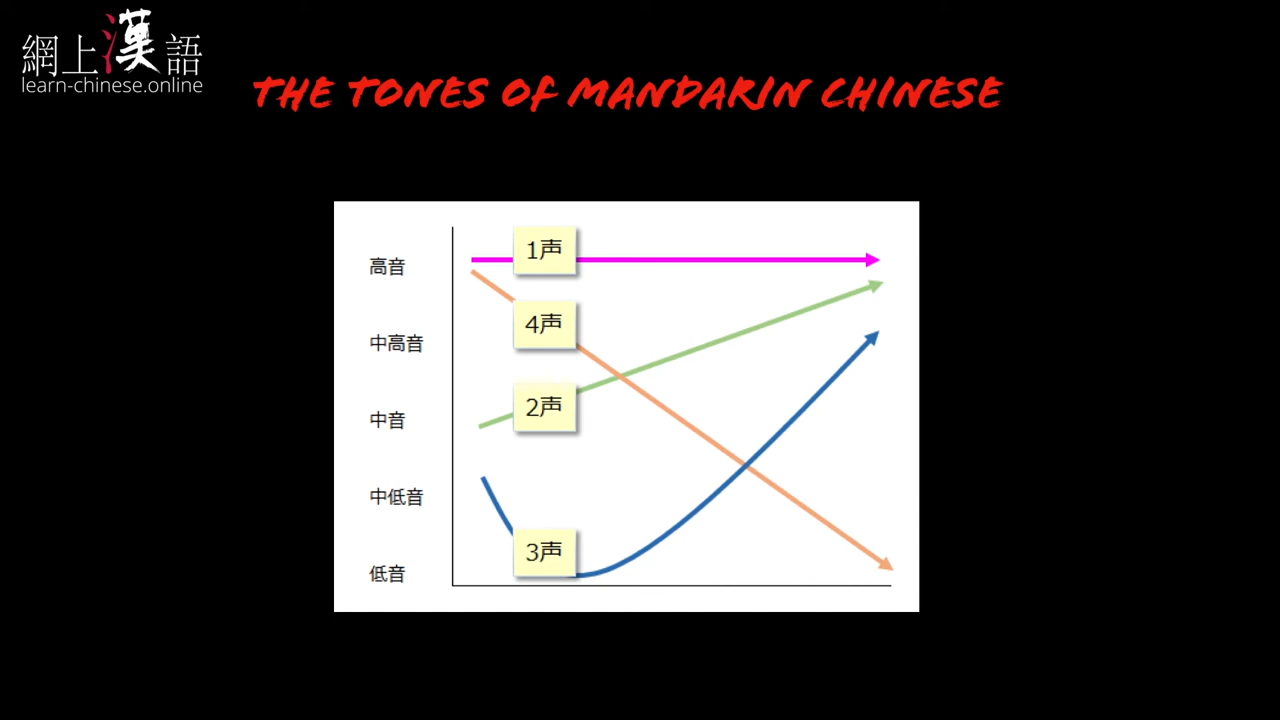 網上漢語
learn-chinese.online
THE TONES OF MANDARIN CHINESE
高音
中高音
中音
中低音
低音
1声
4声
2声
3声